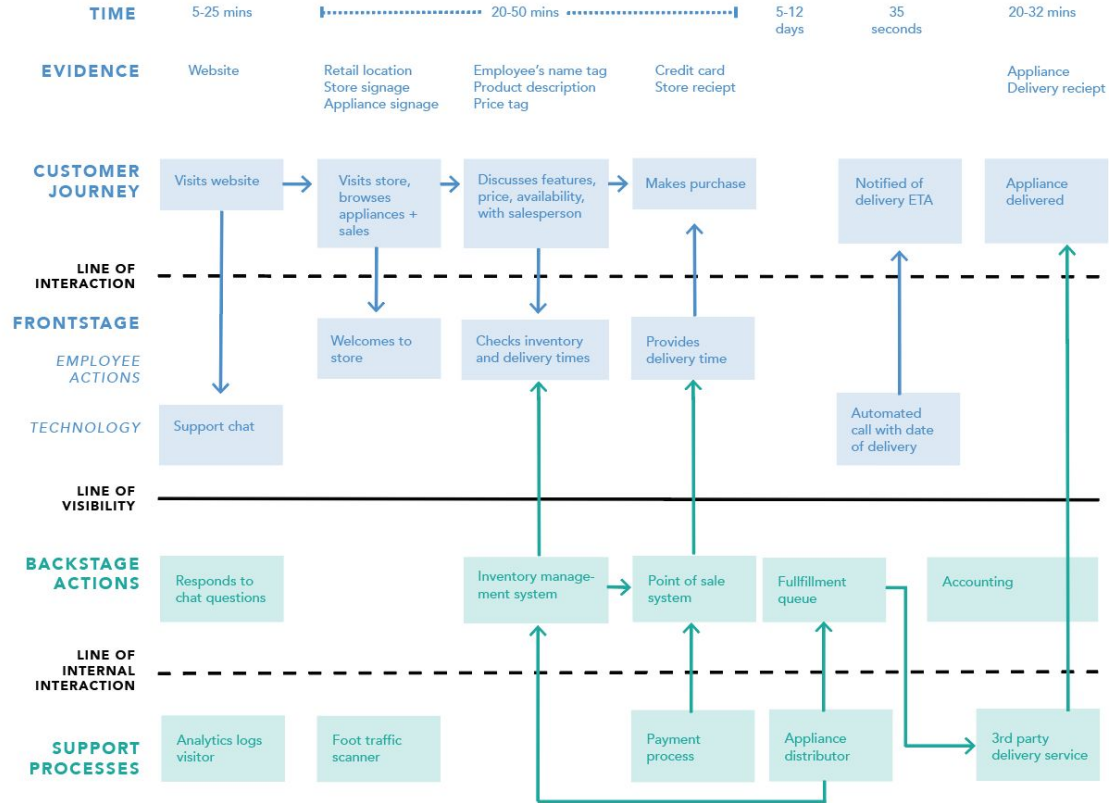 TIME
5-25 mins
20-50 mins
5-12
days
35
seconds
20-32 mins
EVIDENCE
Website
Retail location
Store signage
Appliance signage
Employee's name tag
Product description
Price tag
Credit card
Store reciept
Appliance
Delivery reciept
CUSTOMER
JOURNEY
Visits website
Visits store,
browses
appliances +
sales
Discusses features,
price, availability,
with salesperson
Makes purchase
Notified of
delivery ETA
Appliance
delivered
LINE OF
INTERACTION
FRONTSTAGE
EMPLOYEE
ACTIONS
Welcomes to
store
Checks inventory
and delivery times
Provides
delivery time
TECHNOLOGY
Support chat
Automated
call with date
of delivery
LINE OF
VISIBILITY
BACKSTAGE
ACTIONS
Responds to
chat questions
Inventory manage-
ment system
Point of sale
system
Fullfillment
queue
Accounting
LINE OF
INTERNAL
INTERACTION
SUPPORT
PROCESSES
Analytics logs
visitor
Foot traffic
scanner
Payment
process
Appliance
distributor
3rd party
delivery service